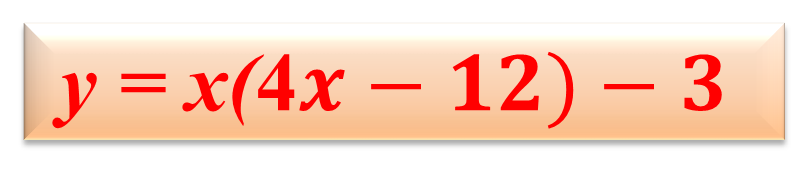 y = x(4x − 12) − 3